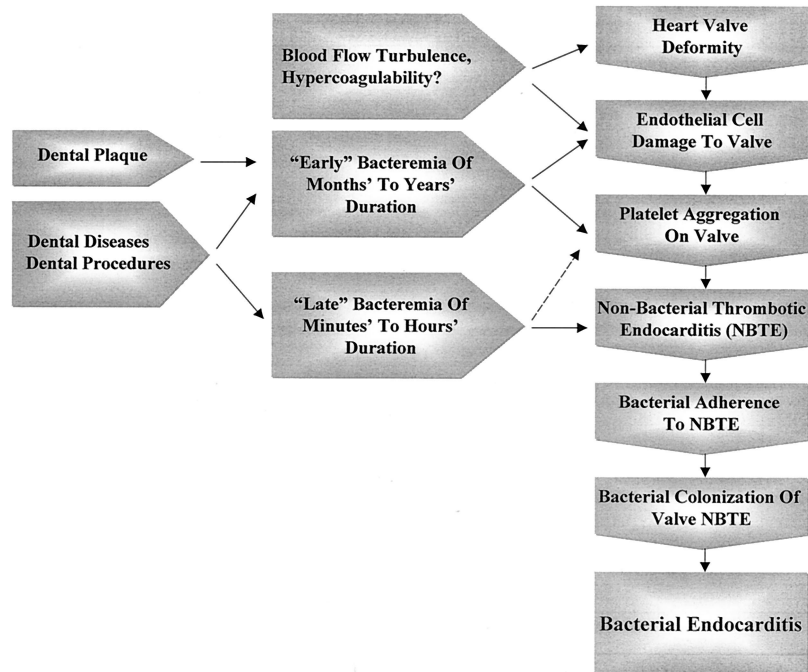 Dental Plaque
Dental Diseases
Dental Procedures
Blood Flow Turbulence,
Hypercoagulability?
“Early” Bacteremia Of
Months’ To Years’
Duration
“Late” Bacteremia Of
Minutes’ To Hours’
Duration
Heart Valve
Deformity
Endothelial Cell
Damage To Valve
Platelet Aggregation
On Valve
Non-Bacterial Thrombotic
Endocarditis (NBTE)
Bacterial Adherence
To NBTE
Bacterial Colonization Of
Valve NBTE
Bacterial Endocarditis